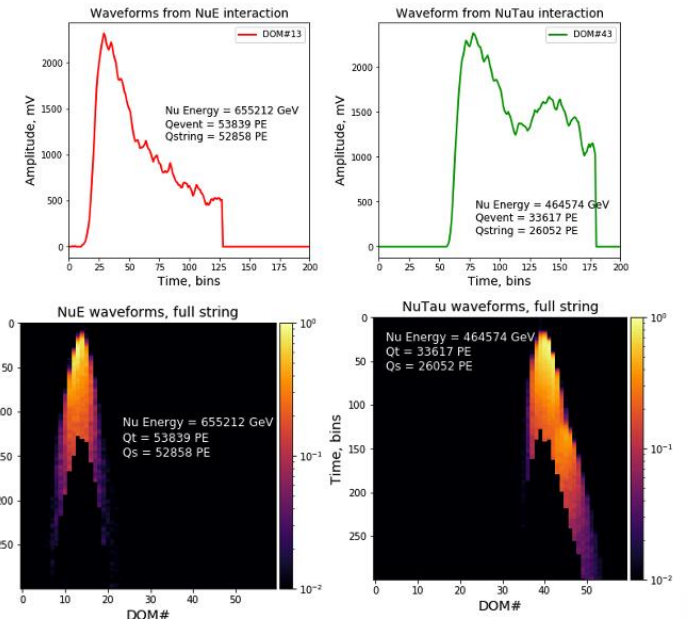 Waveforms from NuE interaction
DOM#13
Nu Energy = 655212 GeV
Qevent = 53839 PE
Qstring = 52858 PE
Amplitude, mV
2000
1500
1000
500
0
0 25 50 75 100 125 150 175 200
Time, bins
Waveform from NuTau interaction
DOM#43
Nu Energy = 464574 GeV
Qevent = 33617 PE
Qstring = 26052 PE
Amplitude, mV
2000
1500
1000
500
0
0 25 50 75 100 125 150 175 200
Time, bins
NuE waveforms, full string
Nu Energy = 655212 GeV
Qt = 53839 PE
Qs = 52858 PE
0
50
00
50
200
250
0 10 20 30 40 50
DOM#
10⁰
10⁻¹
10⁻²
NuTau waveforms, full string
Nu Energy = 464574 GeV
Qt = 33617 PE
Qs = 26052 PE
Time, bins
0
50
100
150
200
250
0 10 20 30 40 50
DOM#
10⁰
10⁻¹
10⁻²